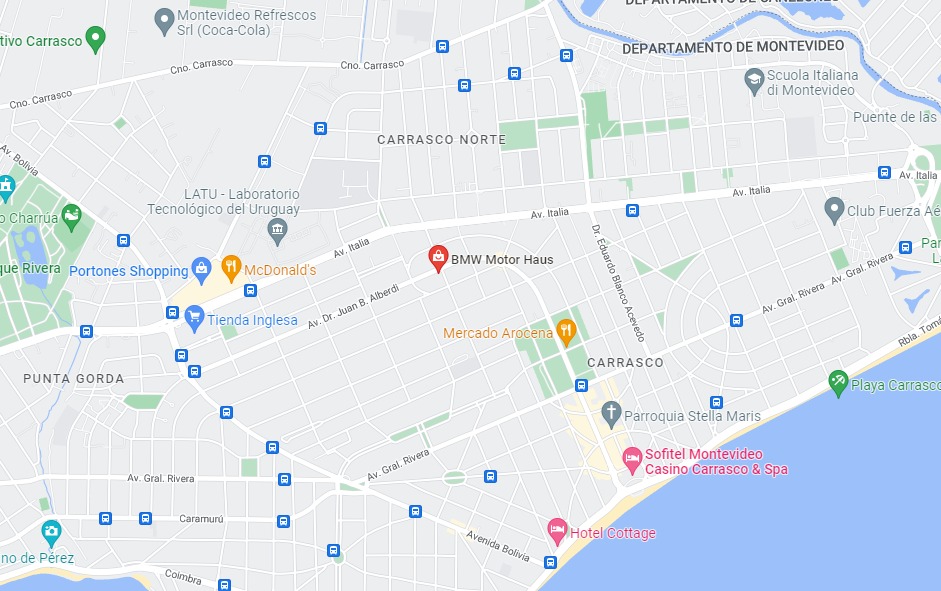 DEPARTAMENTO DE CANELONES
Montevideo Refrescos
Srl (Coca-Cola)
tivo Carrasco
DEPARTAMENTO DE MONTEVIDEO
Cno. Carrasco
Cno. Carrasco
Cno. Carrasco
Scuola Italiana
di Montevideo
Puente de las
CARRASCO NORTE
Av. Bolivia
Av. Italia
Av. Italia
LATU - Laboratorio
Tecnológico del Uruguay
o Charrua
Av. Italia
Club Fuerza Aé
Av. Italia
Dr. Eduardo Blanco Acevedo
Par
L
BMW Motor Haus
que Rivera
Portones Shopping
McDonald's
Av. Gral. Rivera
Av. Gral. Rivera
Av. Dr. Juan B. Alberdi
Tienda Inglesa
Mercado Arocena
Rbla. Tomá
CARRASCO
PUNTA GORDA
Playa Carrasco
Parroquia Stella Maris
Sofitel Montevideo
Casino Carrasco & Spa
Av. Gral. Rivera
Av. Gral. Rivera
Caramurú
Hotel Cottage
Avenida Bolivia
no de Pérez
Coimbra